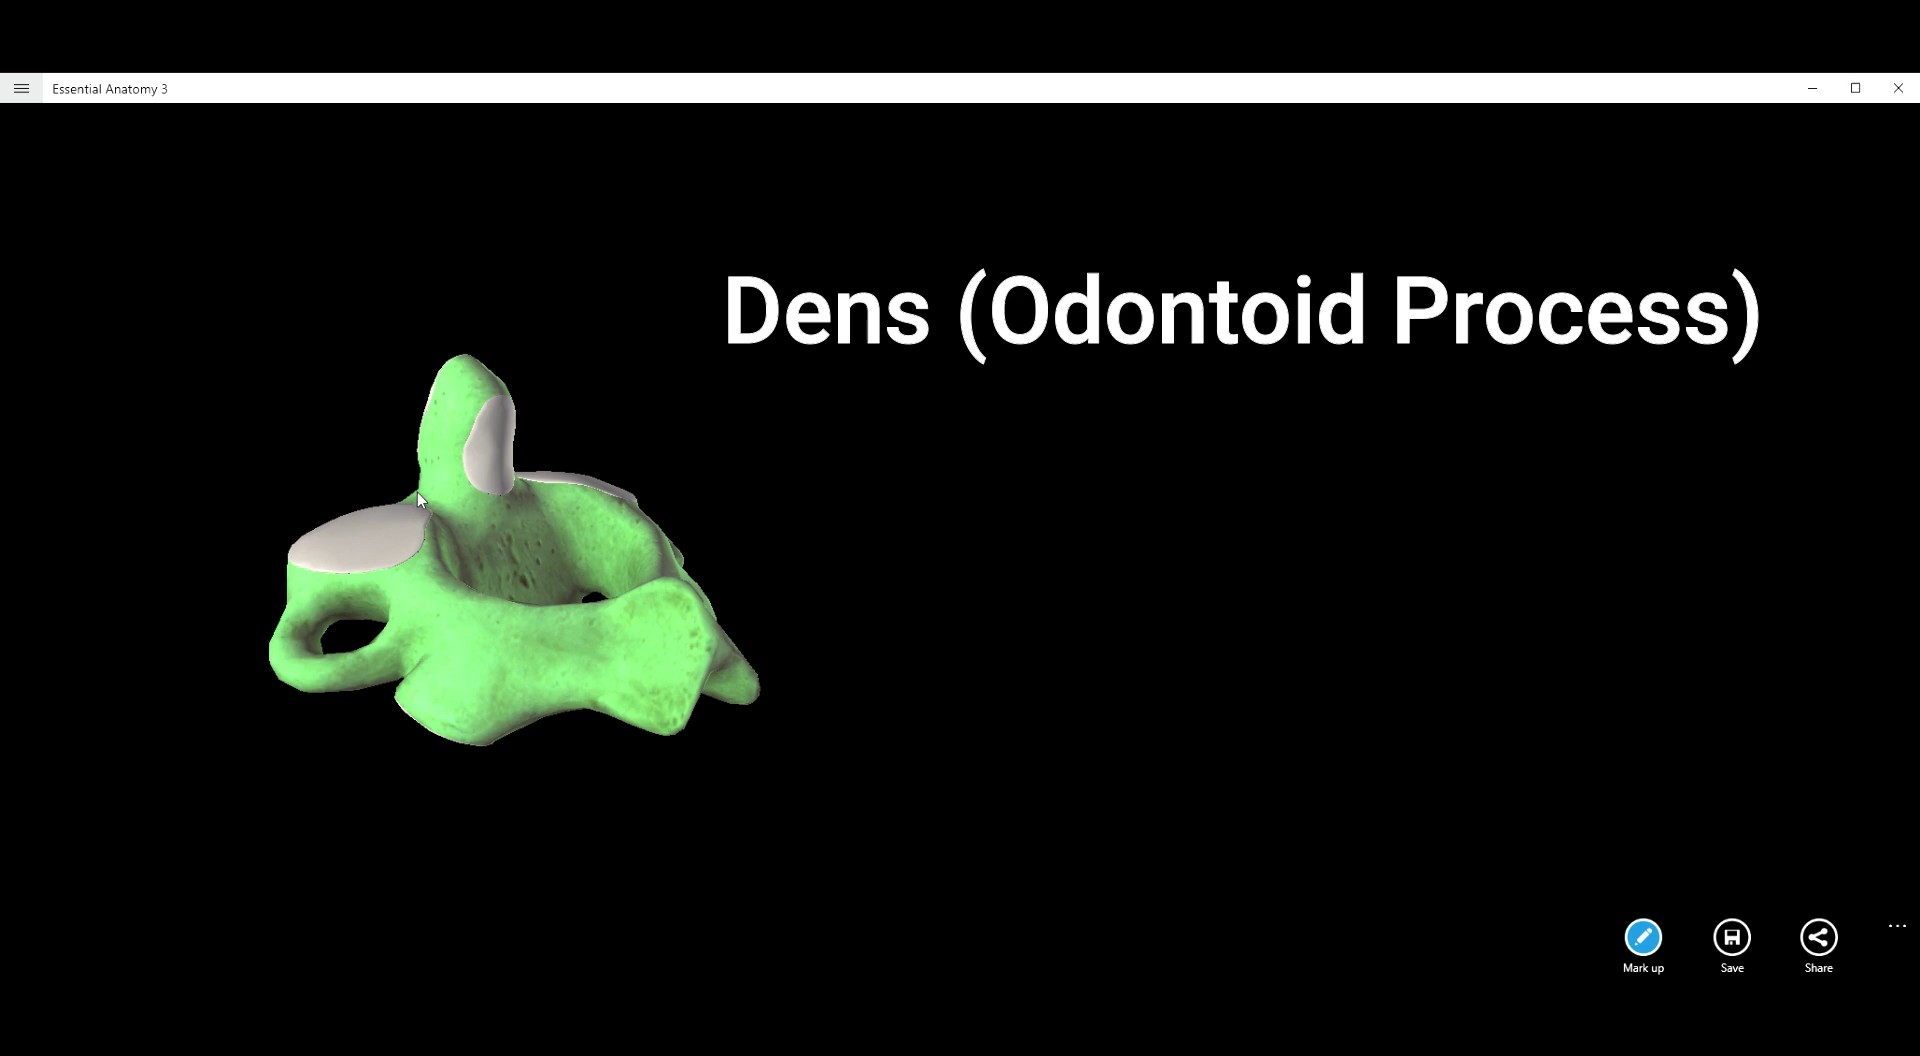 Essential Anatomy 3
Dens (Odontoid Process)
Mark up
Save
Share